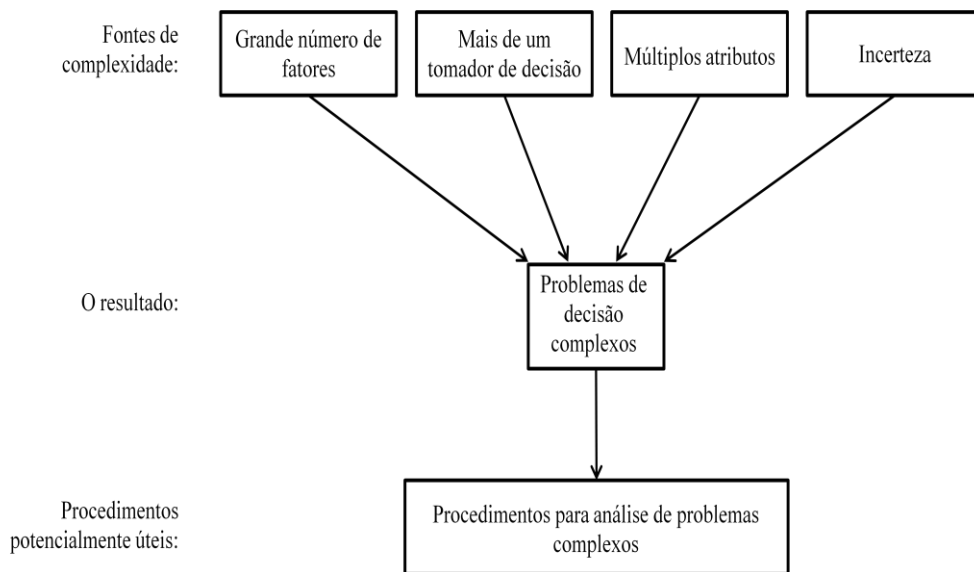 Fontes de
complexidade:
Grande número de
fatores
Mais de um
tomador de decisão
Múltiplos atributos
Incerteza
O resultado:
Problemas de
decisão
complexos
Procedimentos
potencialmente úteis:
Procedimentos para análise de problemas
complexos